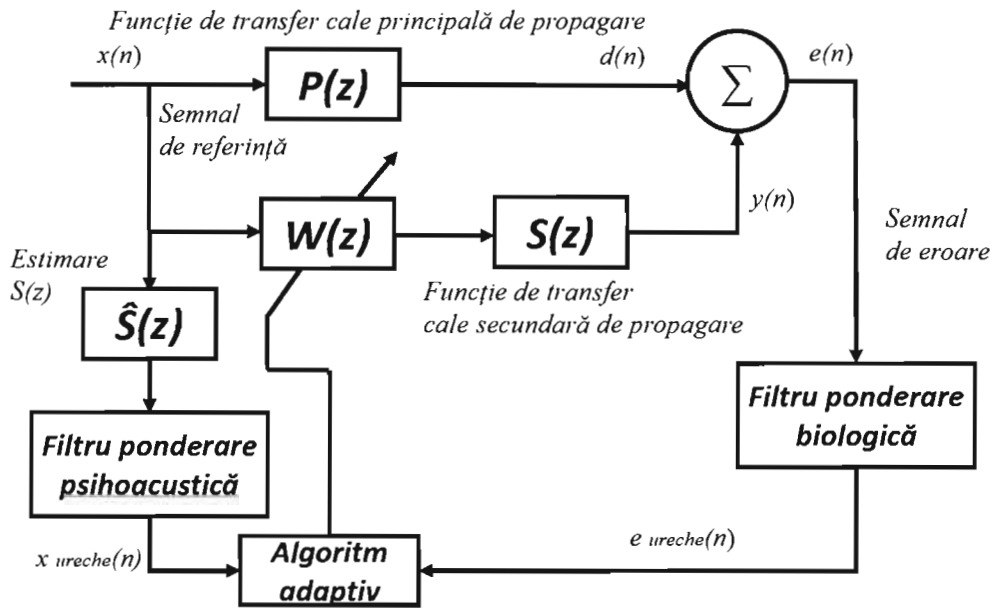 Funcție de transfer cale principală de propagare
x(n)
P(z)
d(n)
∑
e(n)
Semnal
de referință
W(z)
S(z)
y(n)
Semnal
de eroare
Estimare
S(z)
Ŝ(z)
Funcție de transfer
cale secundară de propagare
Filtru ponderare
biologică
Filtru ponderare
psihoacustică
x ureche(n)
Algoritm
adaptiv
e ureche(n)